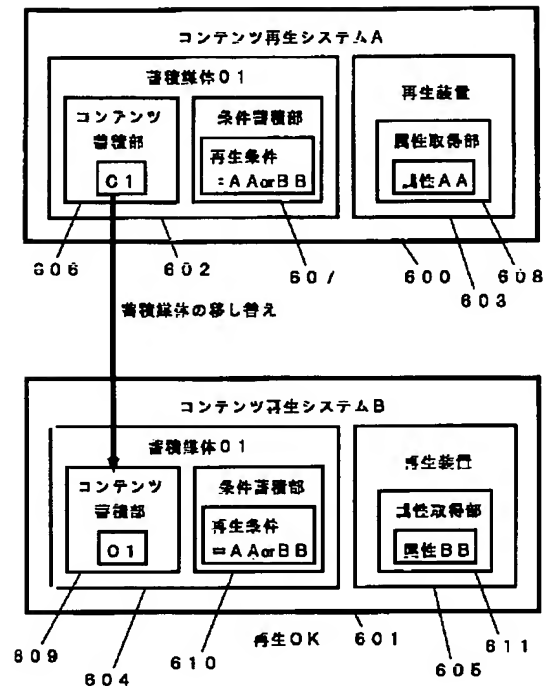 コンテンツ再生システムA
蓄積媒体01
再生装置
コンテンツ
蓄積部
C1
条件蓄積部
再生条件
=AAorBB
属性取得部
属性AA
606
602
607
600
608
603
蓄積媒体の移し替え
コンテンツ再生システムB
蓄積媒体01
再生装置
コンテンツ
蓄積部
01
条件蓄積部
再生条件
=AAorBB
属性取得部
属性BB
609
604
610
再生OK
601
605
611